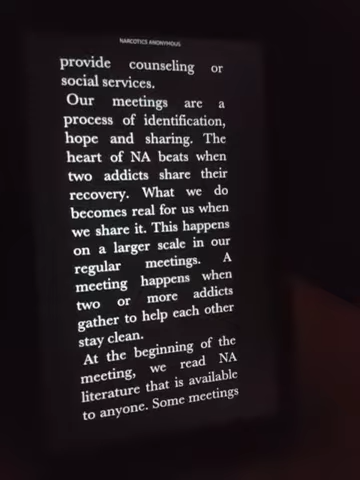 NARCOTICS ANONYMOUS
provide counseling or
social services.
Our meetings are a
process of identification,
hope and sharing. The
heart of NA beats when
two addicts share their
recovery. What we do
becomes real for us when
we share it. This happens
on a larger scale in our
regular meetings. A
meeting happens when
two or more addicts
gather to help each other
stay clean.
At the beginning of the
meeting, we read NA
literature that is available
to anyone. Some meetings